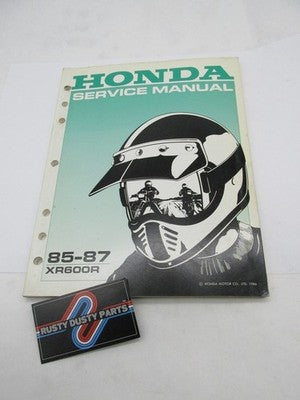 HONDA
SERVICE MANUAL
85-87
XR600R
© HONDA MOTOR CO., LTD. 1986
RUSTY DUSTY PARTS